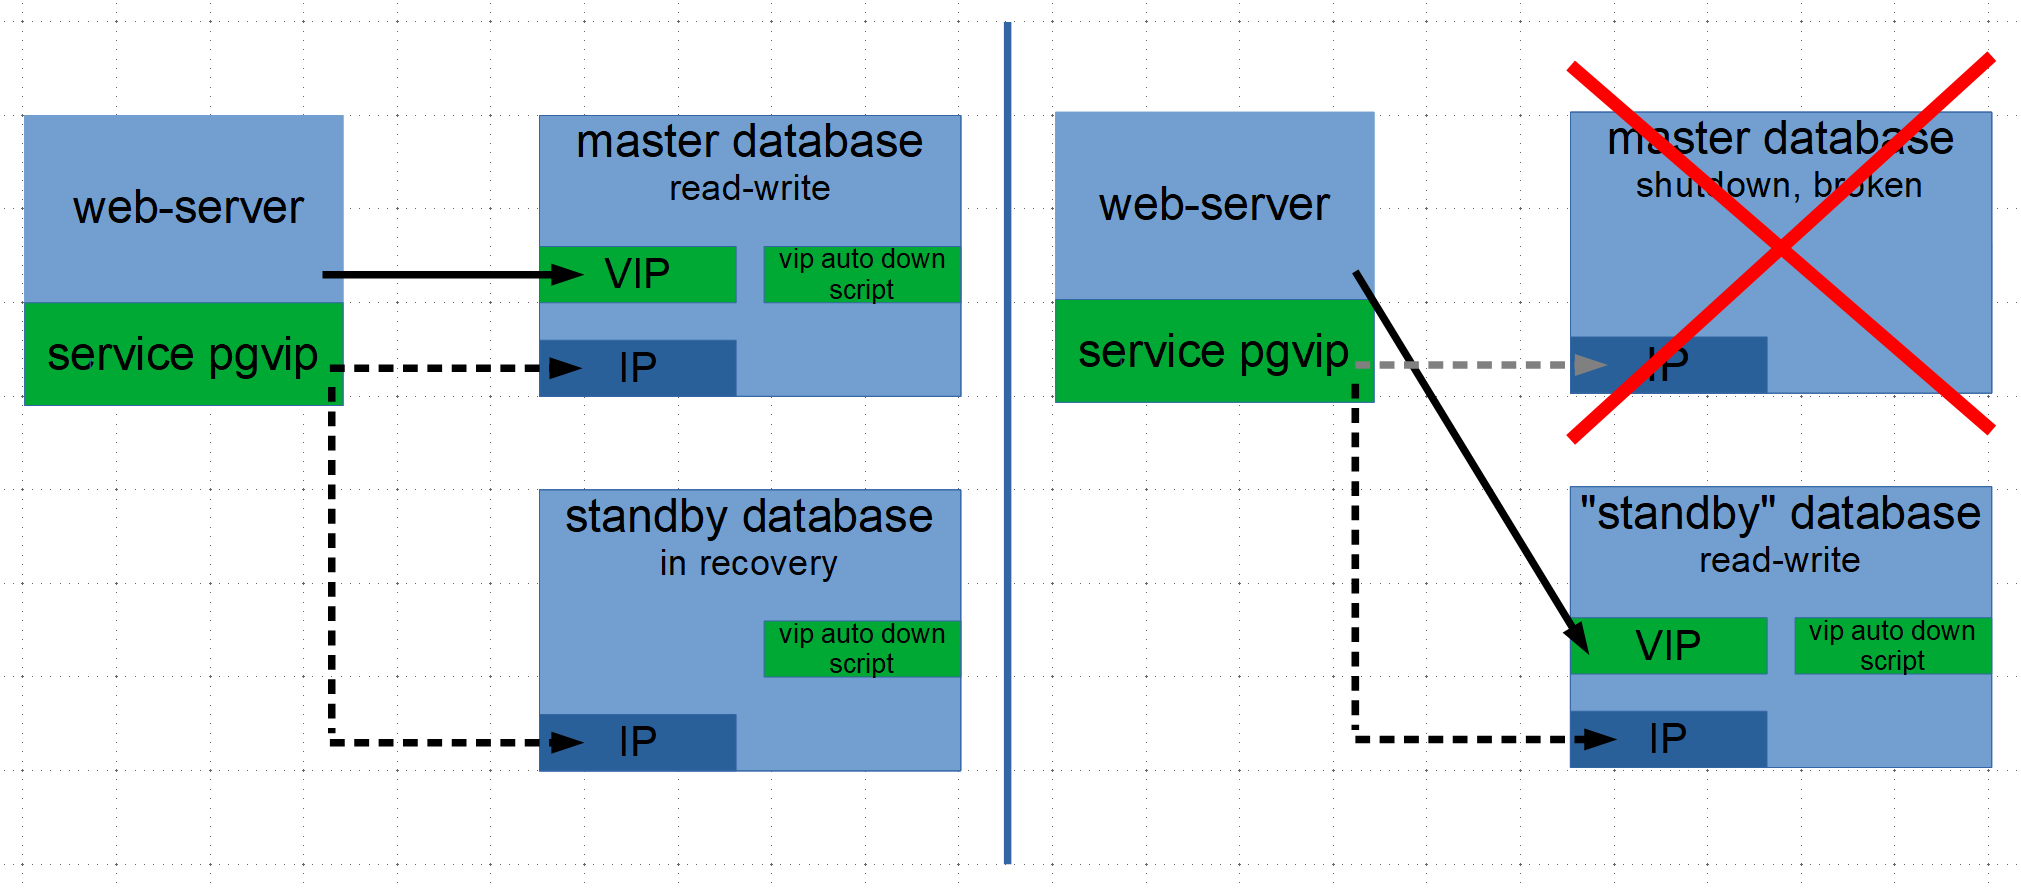 web-server
service pgvip
master database
read-write
VIP
vip auto down
script
IP
standby database
in recovery
vip auto down
script
IP
web-server
service pgvip
master database
shutdown, broken
IP
"standby" database
read-write
VIP
vip auto down
script
IP